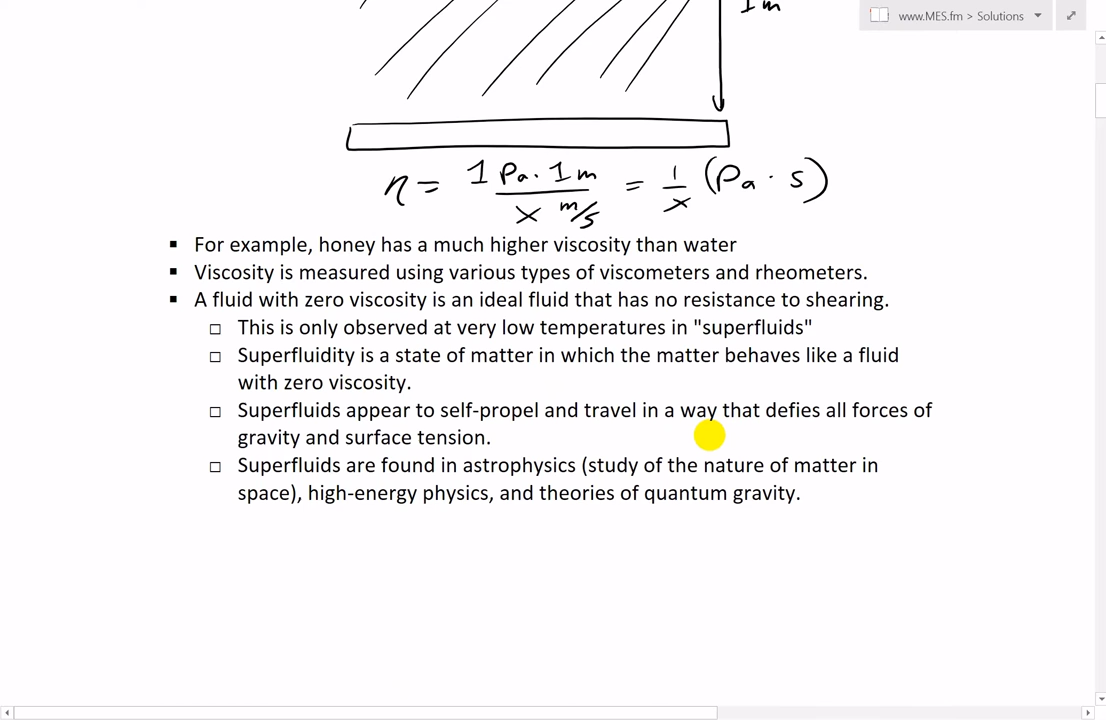 1 m
www.MES.fm > Solutions
η = 1 Pa · 1 m / x m/s = 1/x (Pa · s)
▪ For example, honey has a much higher viscosity than water
▪ Viscosity is measured using various types of viscometers and rheometers.
▪ A fluid with zero viscosity is an ideal fluid that has no resistance to shearing.
□ This is only observed at very low temperatures in "superfluids"
□ Superfluidity is a state of matter in which the matter behaves like a fluid
with zero viscosity.
□ Superfluids appear to self-propel and travel in a way that defies all forces of
gravity and surface tension.
□ Superfluids are found in astrophysics (study of the nature of matter in
space), high-energy physics, and theories of quantum gravity.